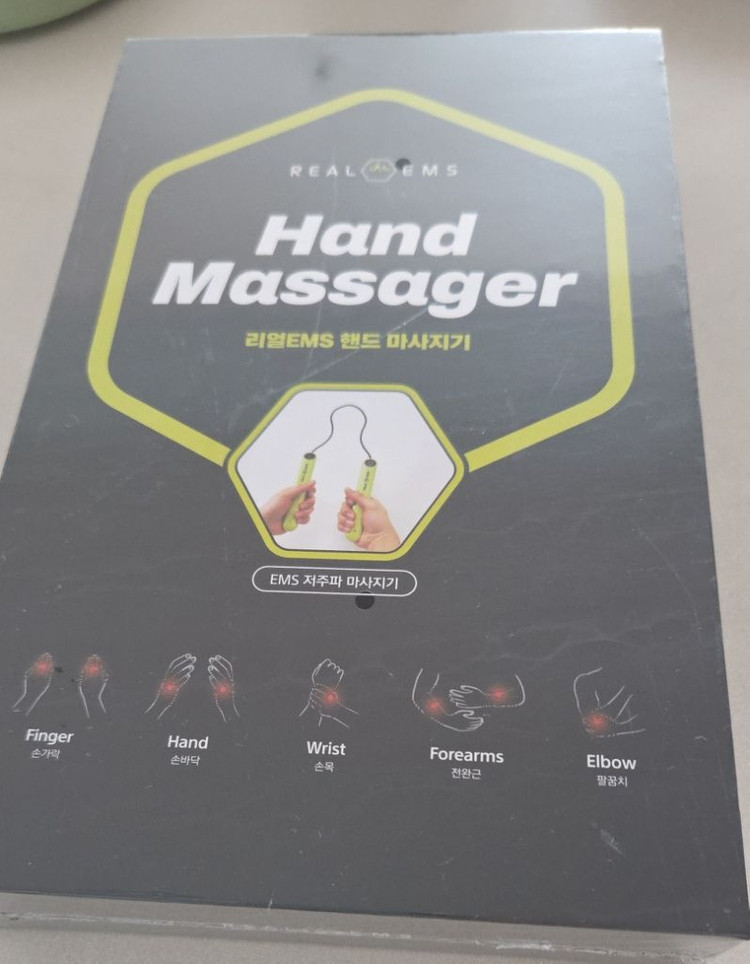 REAL EMS
Hand
Massager
리얼EMS 핸드 마사지기
EMS 저주파 마사지기
Finger
손가락
Hand
손바닥
Wrist
손목
Forearms
전완근
Elbow
팔꿈치